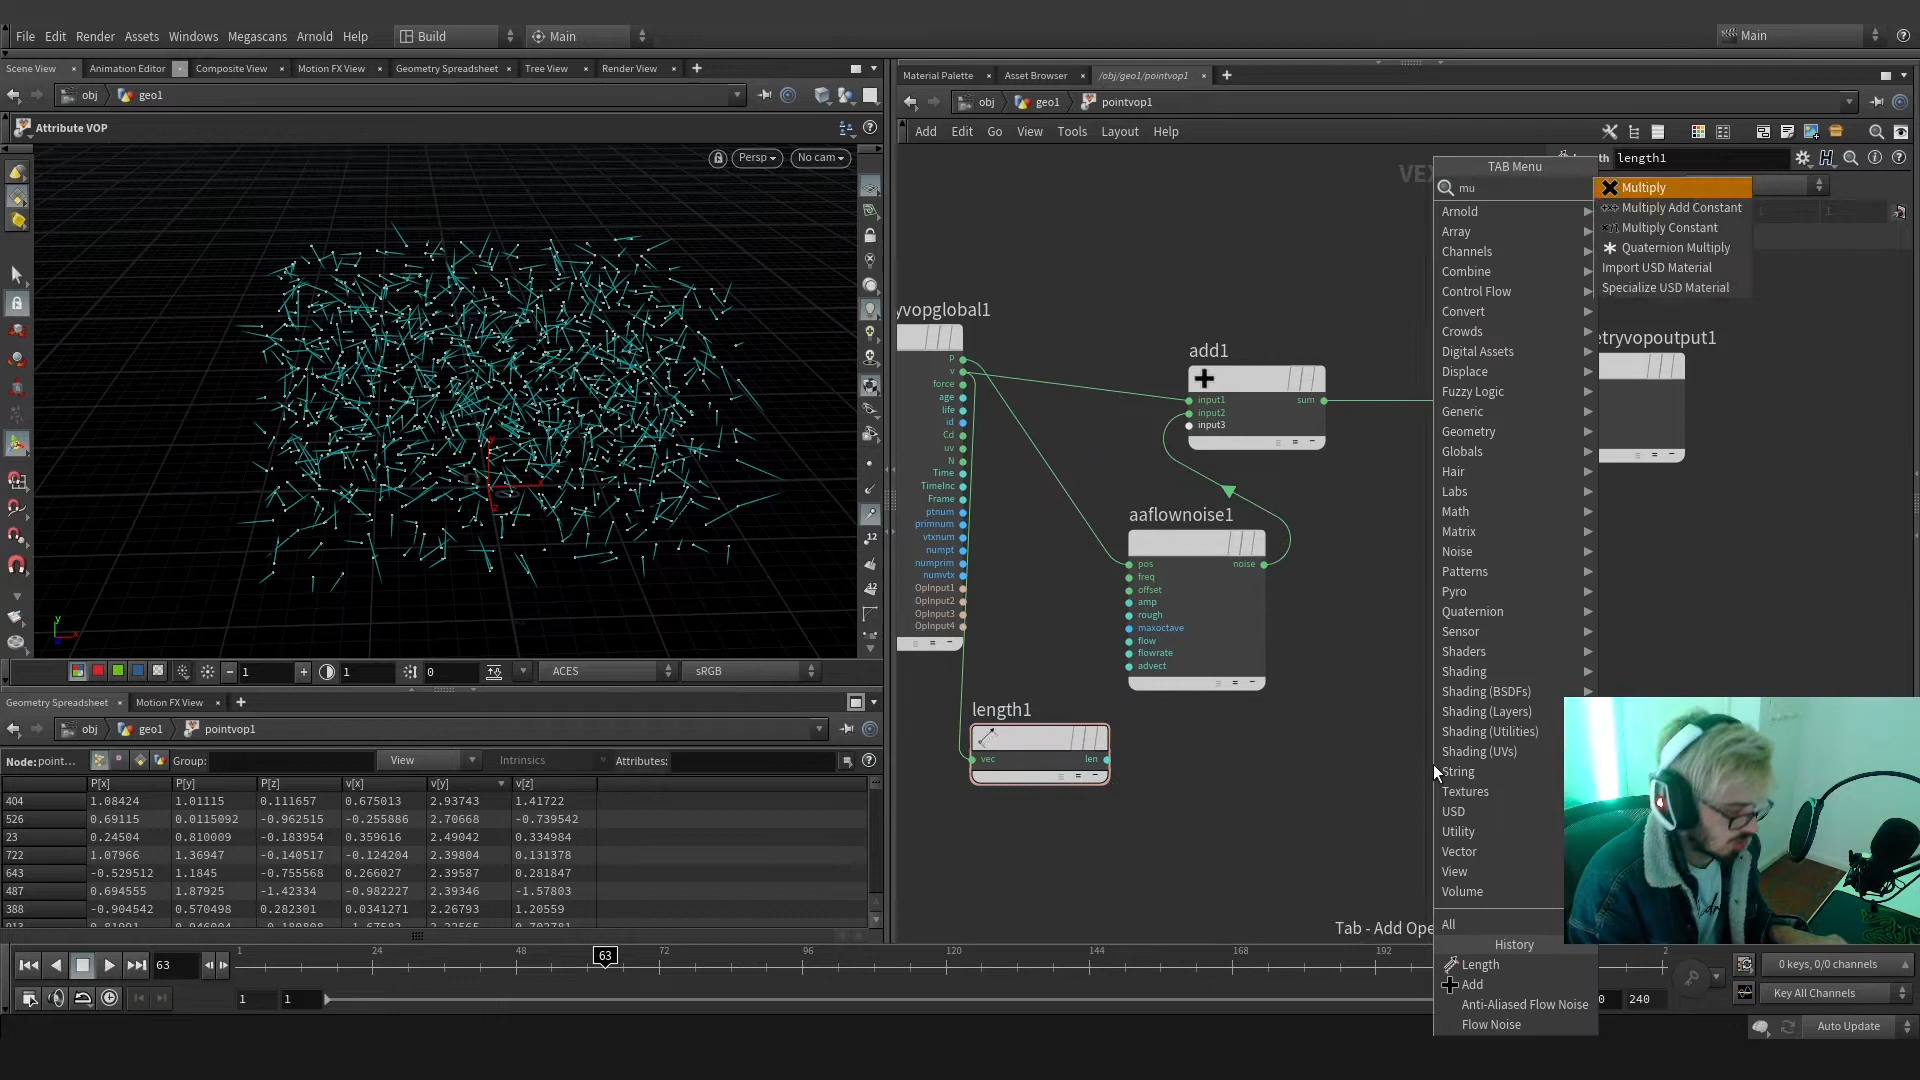 File Edit Render Assets Windows Megascans Arnold Help Build Main Main
Scene View Animation Editor Composite View Motion FX View Geometry Spreadsheet Tree View Render View
obj geo1
Attribute VOP
Persp No cam
y x
y x z
12
12
1 1 0 ACES sRGB
Geometry Spreadsheet Motion FX View
obj geo1 pointvop1
Node: point... Group: View Intrinsics Attributes:
P[x] P[y] P[z] v[x] v[y] v[z]
404 1.08424 1.01115 0.111657 0.675013 2.93743 1.41722
526 0.69115 0.0115092 -0.962515 -0.255886 2.70668 -0.739542
23 0.24504 0.810009 -0.183954 0.359616 2.49042 0.334984
722 1.07966 1.36947 -0.140517 -0.124204 2.39804 0.131378
643 -0.529512 1.1845 -0.755568 0.266027 2.39587 0.281847
487 0.694555 1.87925 -1.42334 -0.982227 2.39346 -1.57803
388 -0.904542 0.570498 0.282301 0.0341271 2.26793 1.20559
Material Palette Asset Browser /obj/geo1/pointvop1
obj geo1 pointvop1
Add Edit Go View Tools Layout Help
length1
VEX
yvopglobal1
P
v
force
age
life
id
Cd
uv
N
Time
TimeInc
Frame
ptnum
primnum
vtxnum
numpt
numprim
numvtx
OpInput1
OpInput2
OpInput3
OpInput4
add1
input1 sum
input2
input3
aaflownoise1
pos noise
freq
offset
amp
rough
maxoctave
flow
flowrate
advect
length1
vec len
etryvopoutput1
Tab - Add Ope
TAB Menu
mu
Arnold
Array
Channels
Combine
Control Flow
Convert
Crowds
Digital Assets
Displace
Fuzzy Logic
Generic
Geometry
Globals
Hair
Labs
Math
Matrix
Noise
Patterns
Pyro
Quaternion
Sensor
Shaders
Shading
Shading (BSDFs)
Shading (Layers)
Shading (Utilities)
Shading (UVs)
String
Textures
USD
Utility
Vector
View
Volume
All
History
Length
Add
Anti-Aliased Flow Noise
Flow Noise
Multiply
Multiply Add Constant
Multiply Constant
Quaternion Multiply
Import USD Material
Specialize USD Material
63 1 24 48 63 72 96 120 144 168 192 2
1 1 0 240
0 keys, 0/0 channels
Key All Channels
Auto Update